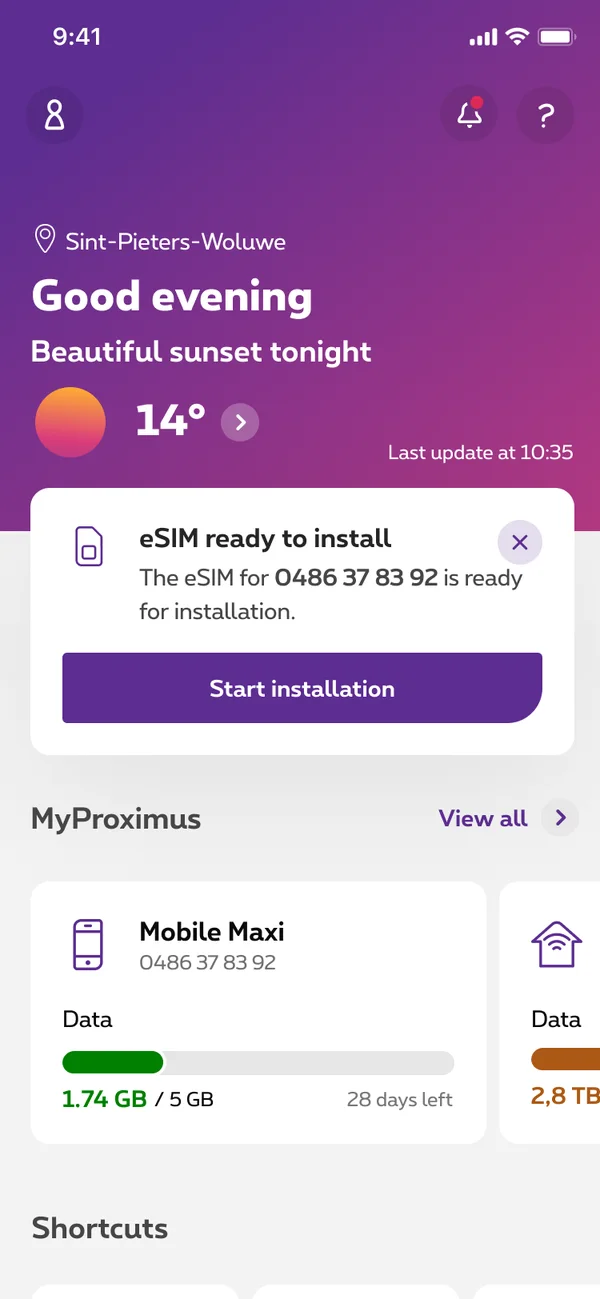 9:41
Sint-Pieters-Woluwe
Good evening
Beautiful sunset tonight
14°
Last update at 10:35
eSIM ready to install
The eSIM for 0486 37 83 92 is ready
for installation.
Start installation
MyProximus
View all
Mobile Maxi
0486 37 83 92
Data
1.74 GB / 5 GB
28 days left
Data
2,8 TB
Shortcuts